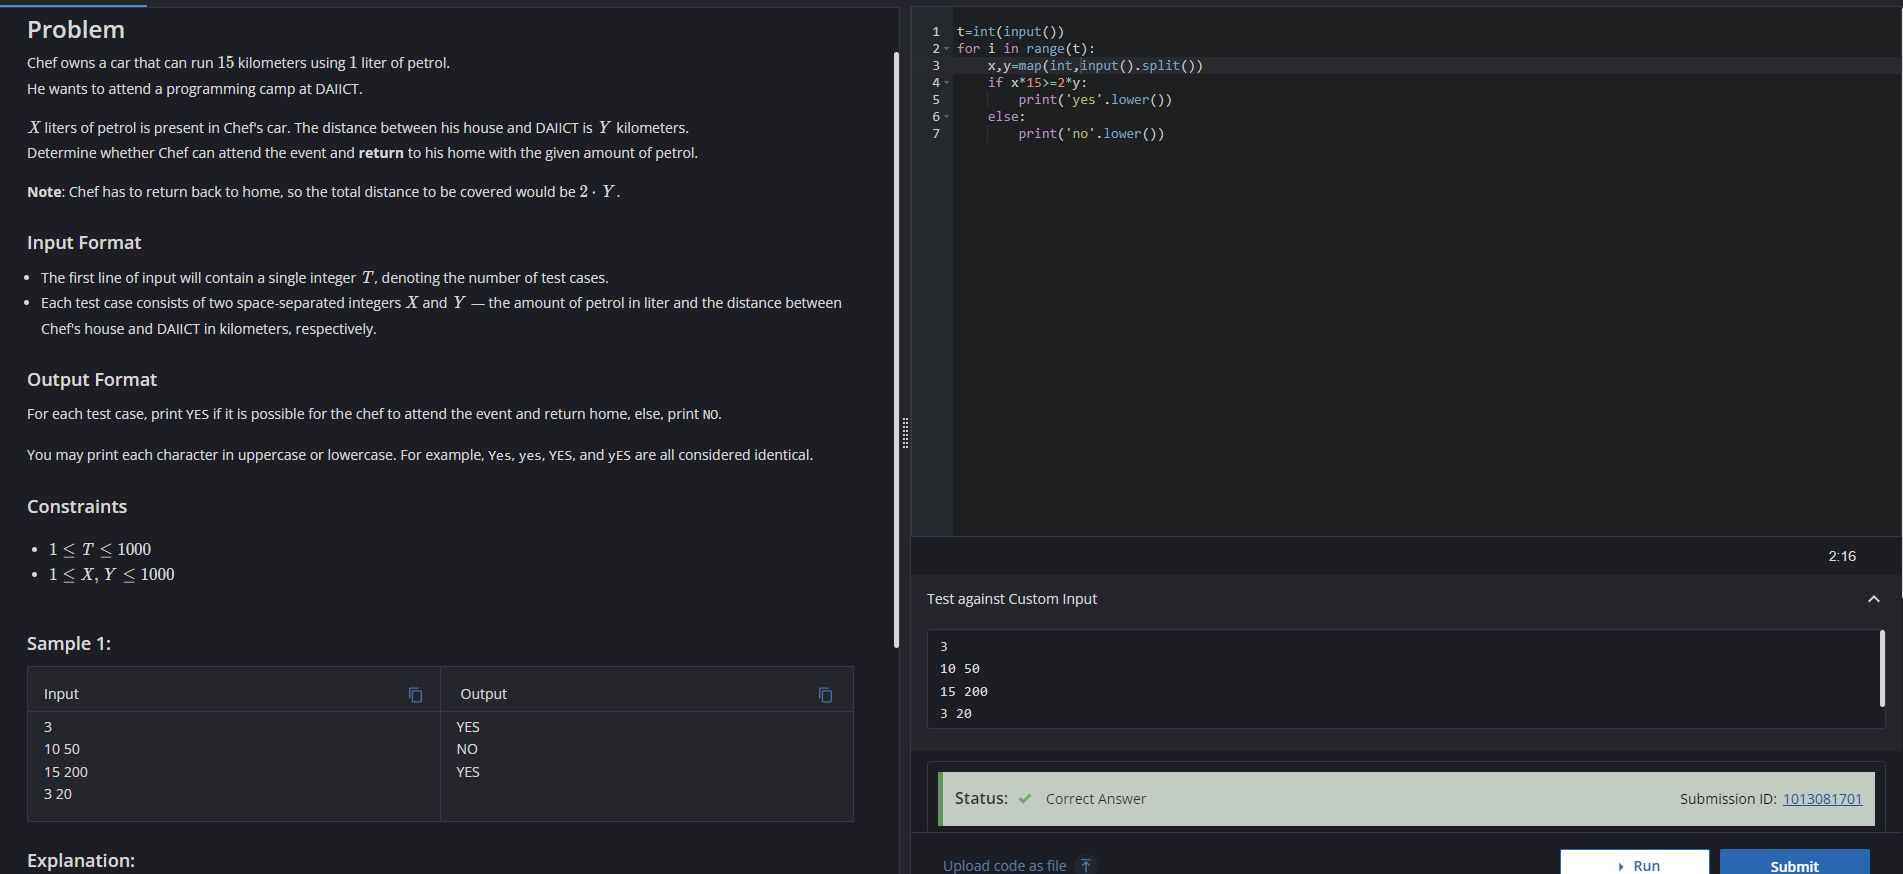 Problem
Chef owns a car that can run 15 kilometers using 1 liter of petrol.
He wants to attend a programming camp at DAIICT.
X liters of petrol is present in Chef's car. The distance between his house and DAIICT is Y kilometers.
Determine whether Chef can attend the event and return to his home with the given amount of petrol.
Note: Chef has to return back to home, so the total distance to be covered would be 2 · Y.
Input Format
• The first line of input will contain a single integer T, denoting the number of test cases.
• Each test case consists of two space-separated integers X and Y — the amount of petrol in liter and the distance between
Chef's house and DAIICT in kilometers, respectively.
Output Format
For each test case, print YES if it is possible for the chef to attend the event and return home, else, print NO.
You may print each character in uppercase or lowercase. For example, Yes, yes, YES, and yES are all considered identical.
Constraints
• 1 ≤ T ≤ 1000
• 1 ≤ X, Y ≤ 1000
Sample 1:
Input
Output
3
10 50
15 200
3 20
YES
NO
YES
Explanation:
1 t=int(input())
2 for i in range(t):
3 x,y=map(int,input().split())
4 if x*15>=2*y:
5 print('yes'.lower())
6 else:
7 print('no'.lower())
2:16
Test against Custom Input
3
10 50
15 200
3 20
Status: ✓ Correct Answer
Submission ID: 1013081701
Upload code as file
Run
Submit